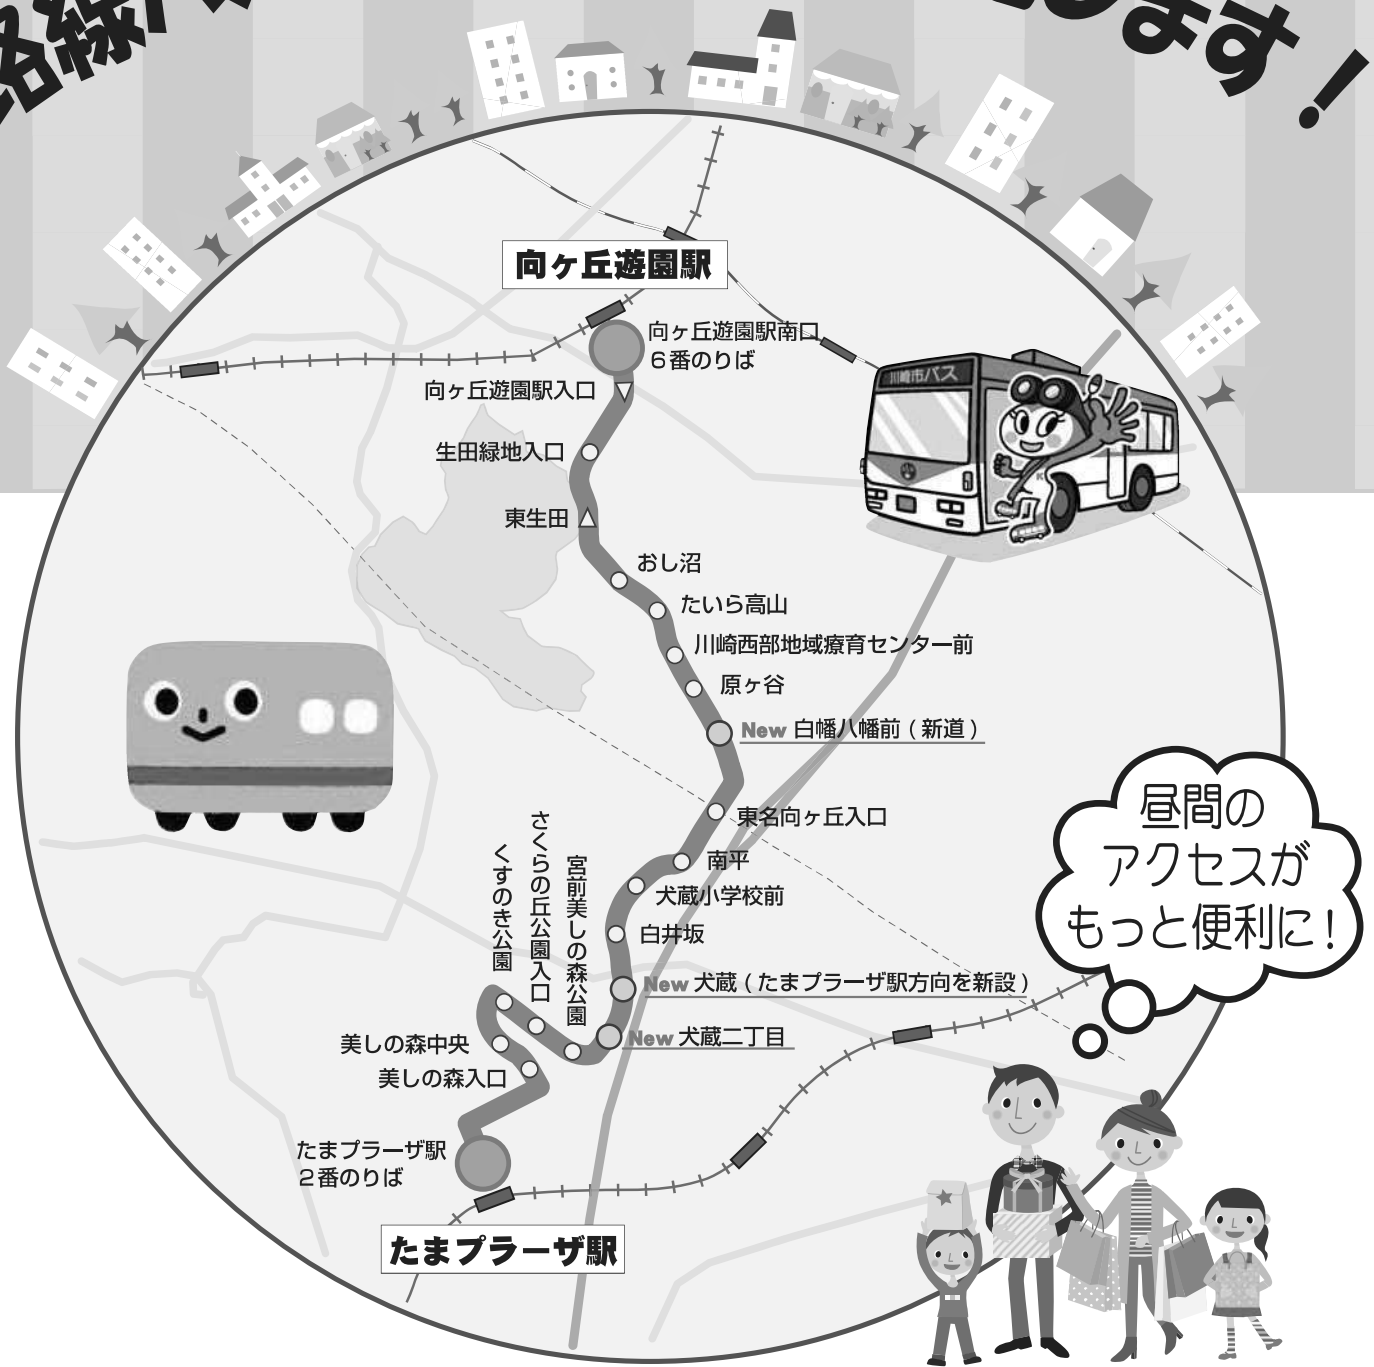 路線
します！
向ヶ丘遊園駅
向ヶ丘遊園駅南口
６番のりば
川崎市バス
向ヶ丘遊園駅入口
生田緑地入口
東生田
おし沼
たいら高山
川崎西部地域療育センター前
原ヶ谷
New 白幡八幡前（新道）
東名向ヶ丘入口
南平
犬蔵小学校前
白井坂
New 犬蔵（たまプラーザ駅方向を新設）
New 犬蔵二丁目
宮前美しの森公園
さくらの丘公園入口
くすのき公園
美しの森中央
美しの森入口
たまプラーザ駅
２番のりば
たまプラーザ駅
昼間の
アクセスが
もっと便利に！